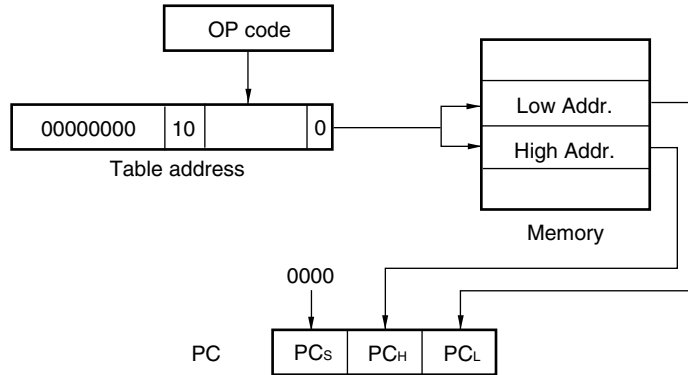 OP code
00000000 10 0
Table address
Low Addr.
High Addr.
Memory
0000
PC PCS PCH PCL